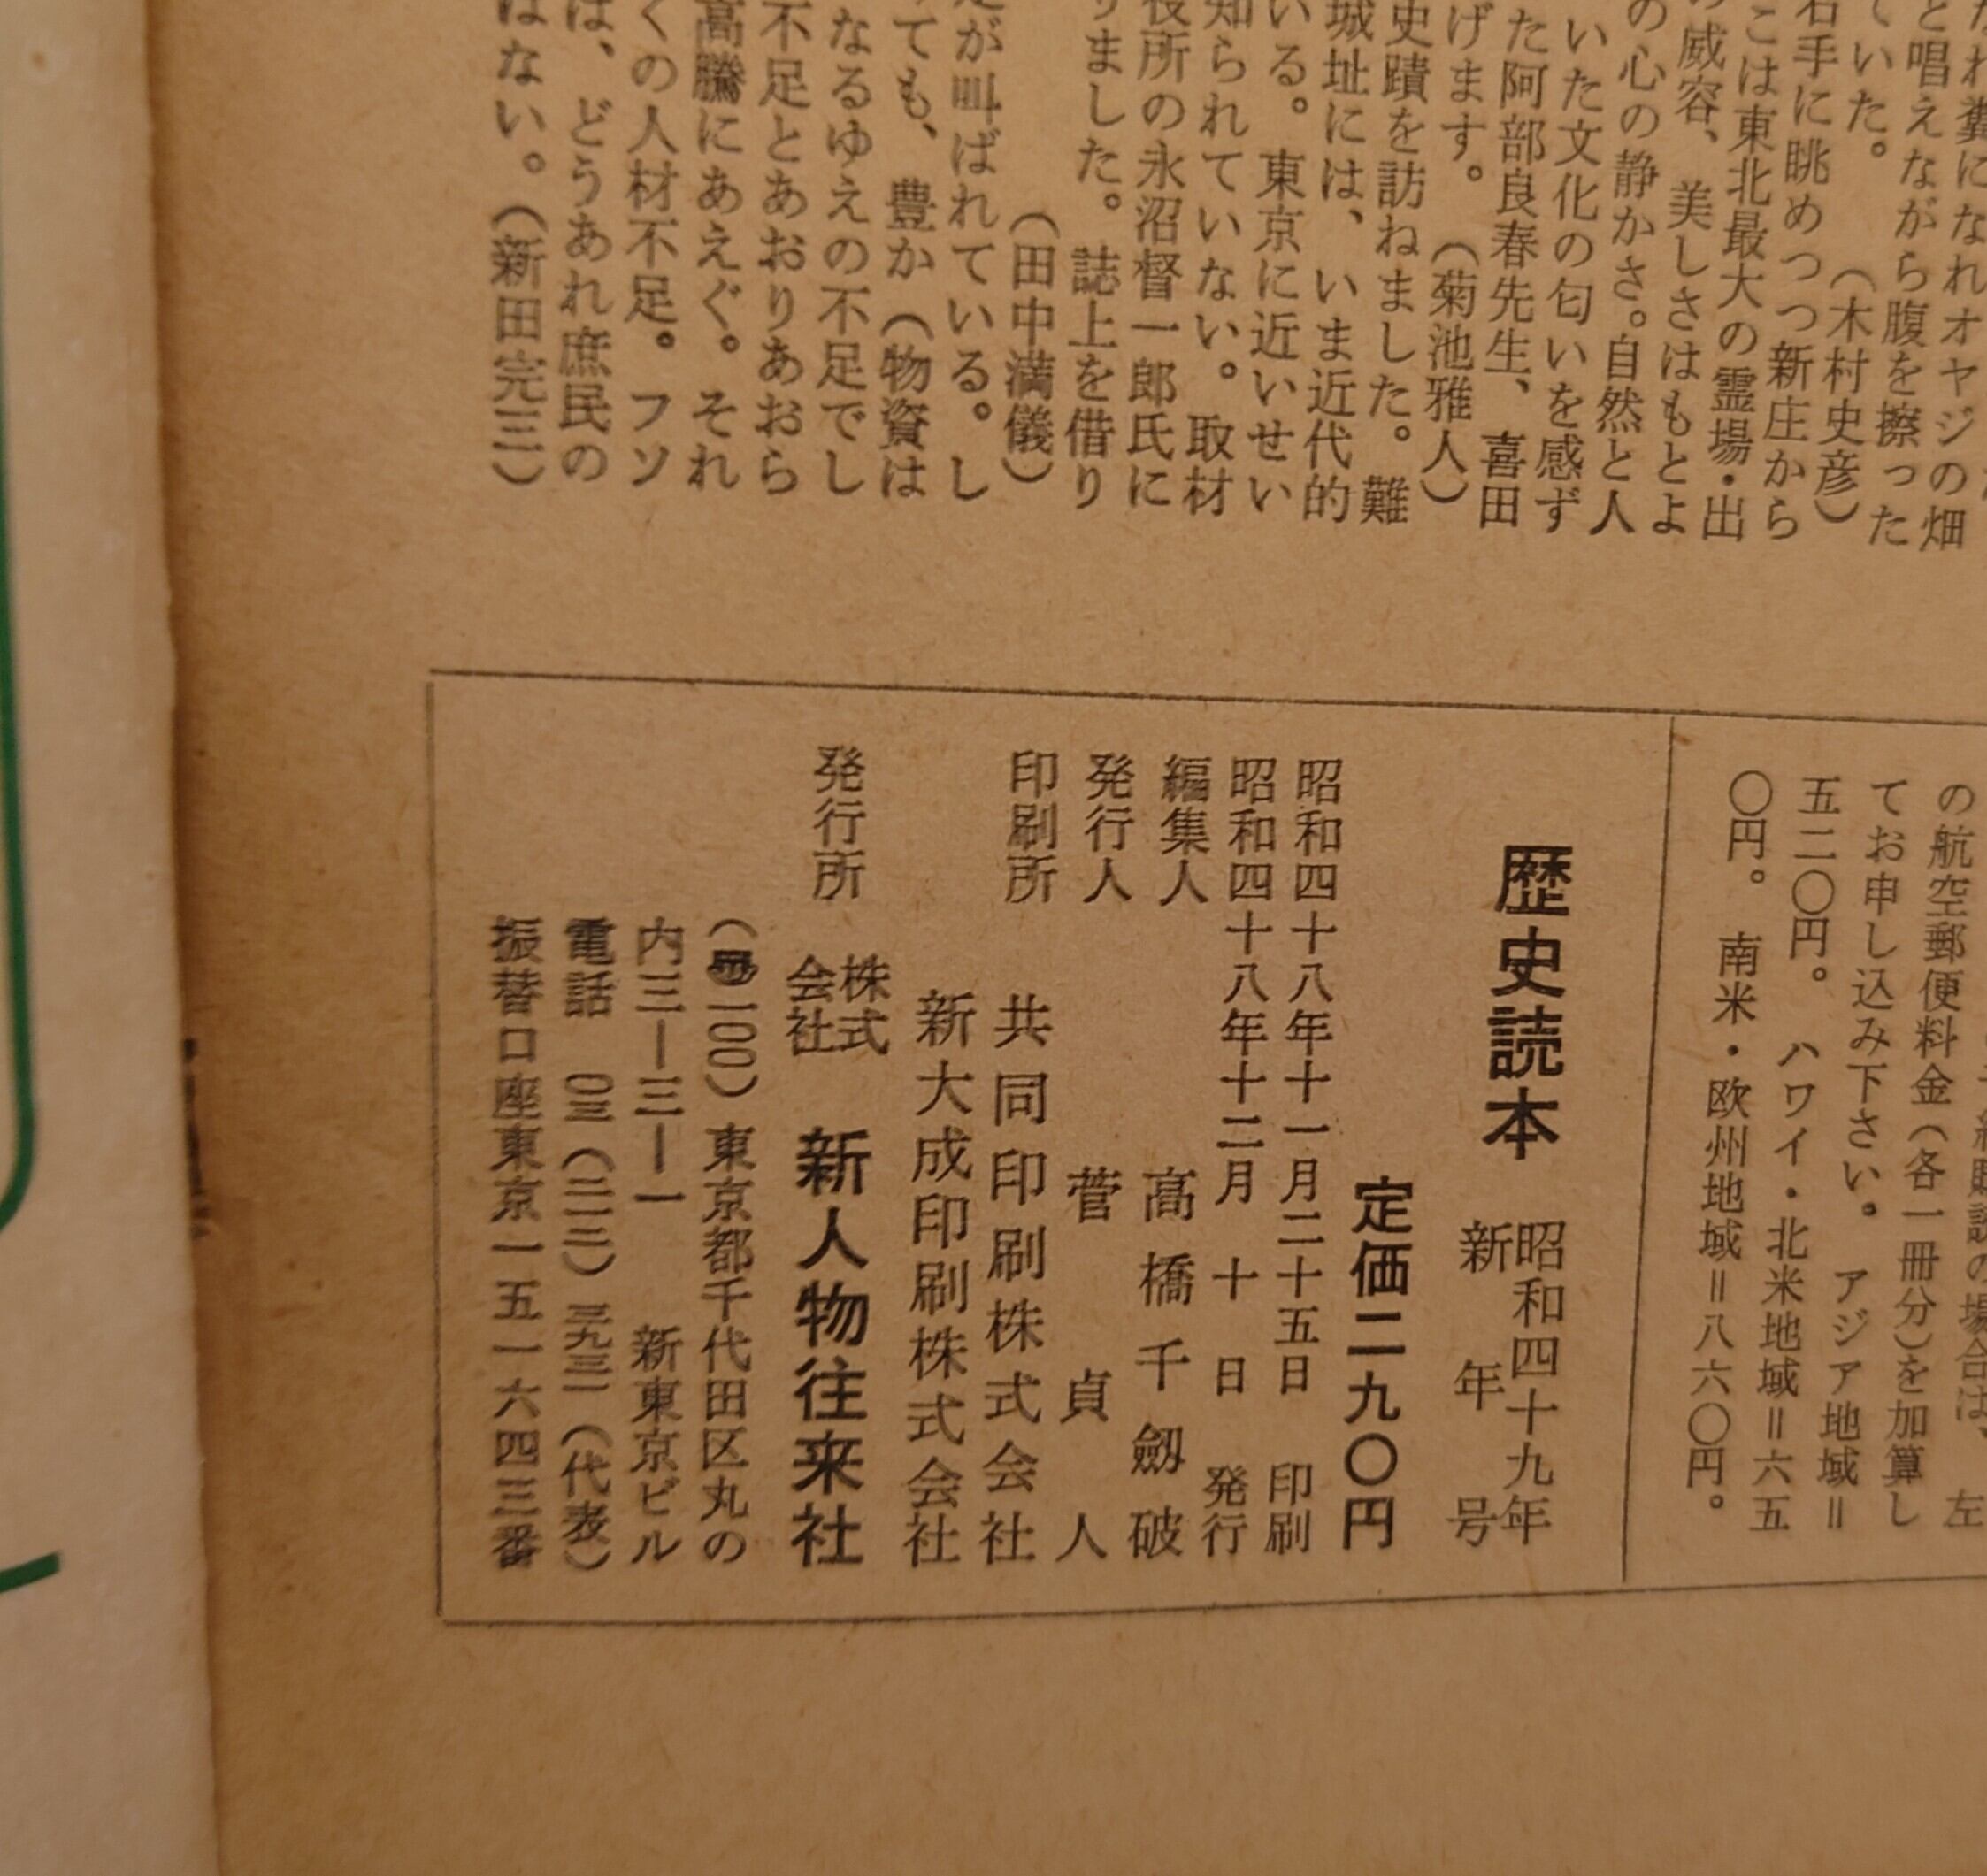 と唱えながら腹を擦った
ていた。　（木村史彦）
右手に眺めつつ新庄から
こは東北最大の霊場・出
の威容、美しさはもとよ
の心の静かさ。自然と人
いた文化の匂いを感ず
た阿部良春先生、喜田
げます。　（菊池雅人）
史蹟を訪ねました。難
城址には、いま近代的
いる。東京に近いせい
知られていない。取材
役所の永沼督一郎氏に
りました。誌上を借り
（田中満儀）
が叫ばれている。し
ても、豊か（物資は
なるゆえの不足でし
不足とあおりあおら
高騰にあえぐ。それ
くの人材不足。フソ
は、どうあれ庶民の
はない。（新田完三）
の航空郵便料金（各一冊分）を加算し
てお申し込み下さい。アジア地域＝
五二〇円。ハワイ・北米地域＝六五
〇円。南米・欧州地域＝八六〇円。
歴史読本　昭和四十九年
新年号
定価二九〇円
昭和四十八年十一月二十五日　印刷
昭和四十八年十二月十日　発行
編集人　高橋千劔破
発行人　菅貞人
印刷所　共同印刷株式会社
新大成印刷株式会社
発行所　株式会社　新人物往来社
（〒一〇〇）東京都千代田区丸の
内三ー三ー一　新東京ビル
電話　〇三（二一二）三九三一（代表）
振替口座東京一五一六四三番